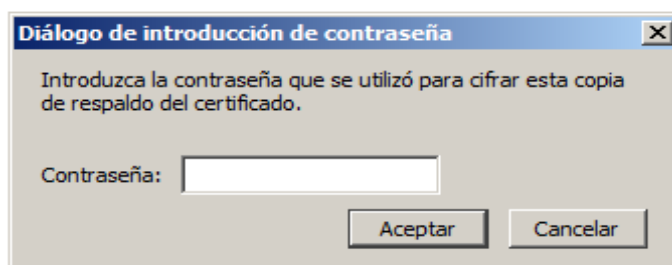 Diálogo de introducción de contraseña
Introduzca la contraseña que se utilizó para cifrar esta copia
de respaldo del certificado.
Contraseña:
Aceptar Cancelar